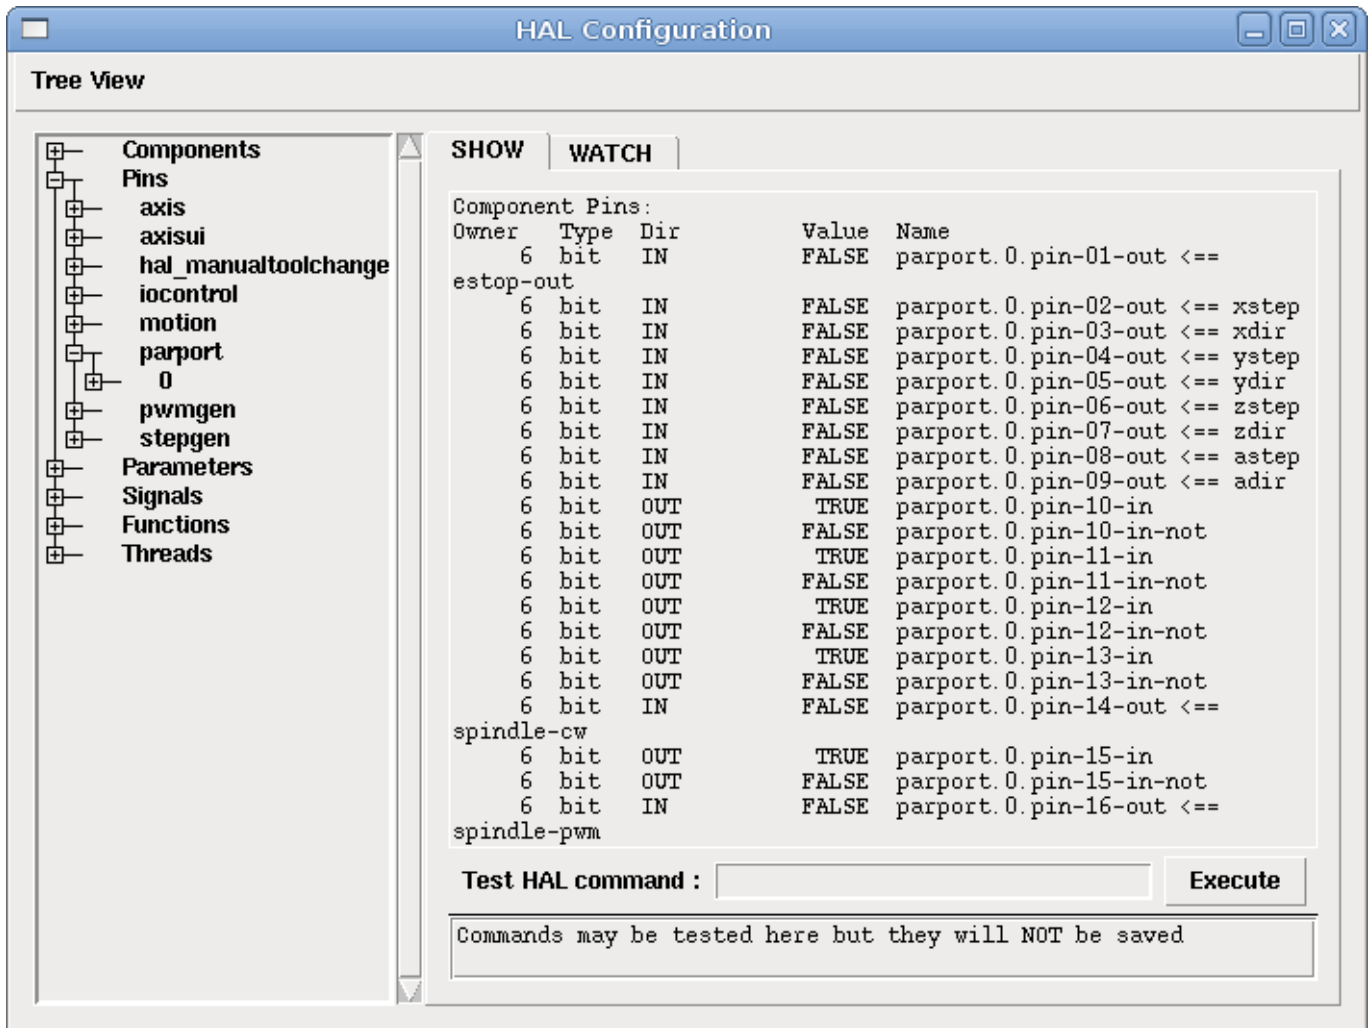 HAL Configuration
Tree View
Components
Pins
axis
axisui
hal_manualtoolchange
iocontrol
motion
parport
0
pwmgen
stepgen
Parameters
Signals
Functions
Threads
SHOW WATCH
Component Pins:
Owner Type Dir Value Name
6 bit IN FALSE parport.0.pin-01-out <==
estop-out
6 bit IN FALSE parport.0.pin-02-out <== xstep
6 bit IN FALSE parport.0.pin-03-out <== xdir
6 bit IN FALSE parport.0.pin-04-out <== ystep
6 bit IN FALSE parport.0.pin-05-out <== ydir
6 bit IN FALSE parport.0.pin-06-out <== zstep
6 bit IN FALSE parport.0.pin-07-out <== zdir
6 bit IN FALSE parport.0.pin-08-out <== astep
6 bit IN FALSE parport.0.pin-09-out <== adir
6 bit OUT TRUE parport.0.pin-10-in
6 bit OUT FALSE parport.0.pin-10-in-not
6 bit OUT TRUE parport.0.pin-11-in
6 bit OUT FALSE parport.0.pin-11-in-not
6 bit OUT TRUE parport.0.pin-12-in
6 bit OUT FALSE parport.0.pin-12-in-not
6 bit OUT TRUE parport.0.pin-13-in
6 bit OUT FALSE parport.0.pin-13-in-not
6 bit IN FALSE parport.0.pin-14-out <==
spindle-cw
6 bit OUT TRUE parport.0.pin-15-in
6 bit OUT FALSE parport.0.pin-15-in-not
6 bit IN FALSE parport.0.pin-16-out <==
spindle-pwm
Test HAL command : Execute
Commands may be tested here but they will NOT be saved